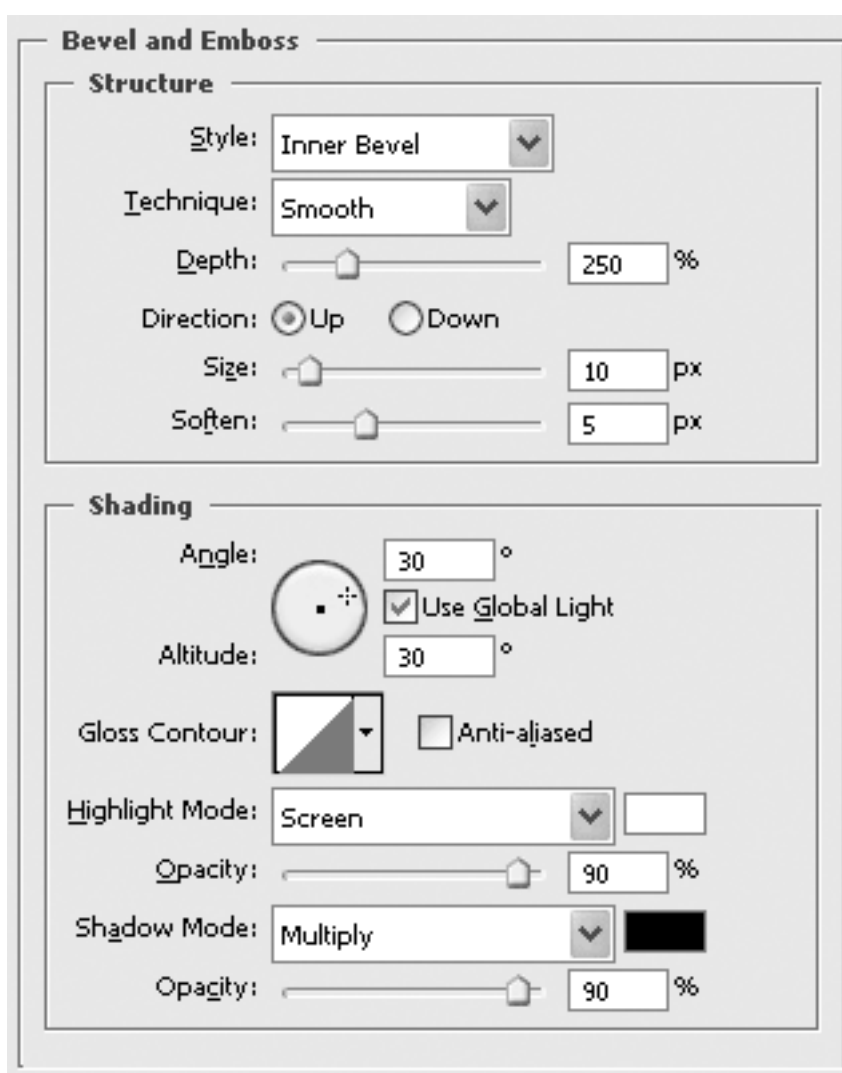 Bevel and Emboss
Structure
Style: Inner Bevel
Technique: Smooth
Depth: 250 %
Direction: Up Down
Size: 10 px
Soften: 5 px
Shading
Angle: 30 °
Use Global Light
Altitude: 30 °
Gloss Contour: Anti-aliased
Highlight Mode: Screen
Opacity: 90 %
Shadow Mode: Multiply
Opacity: 90 %